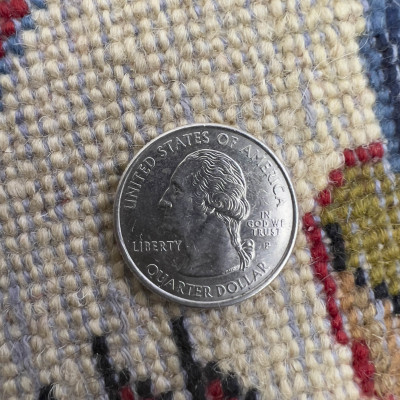 UNITED STATES OF AMERICA
LIBERTY
IN
GOD WE
TRUST
P
QUARTER DOLLAR